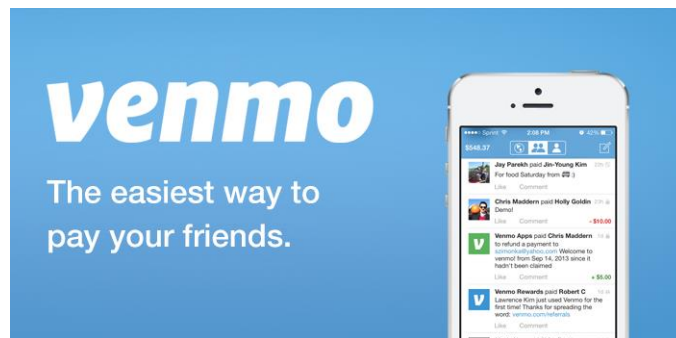 venmo
The easiest way to
pay your friends.
Sprint 2:08 PM 42%
$548.37
Jay Parekh paid Jin-Young Kim 20h
For food Saturday from :)
Like Comment
Chris Maddern paid Holly Goldin
Demo!
Like Comment - $10.00
Venmo Apps paid Chris Maddern
to refund a payment to
Welcome to
venmo! from Sep 14, 2013 since it
hadn't been claimed
Like Comment + $5.00
Venmo Rewards paid Robert C
Lawrence Kim just used Venmo for the
first time! Thanks for spreading the
word: venmo.com/referrals
Like Comment